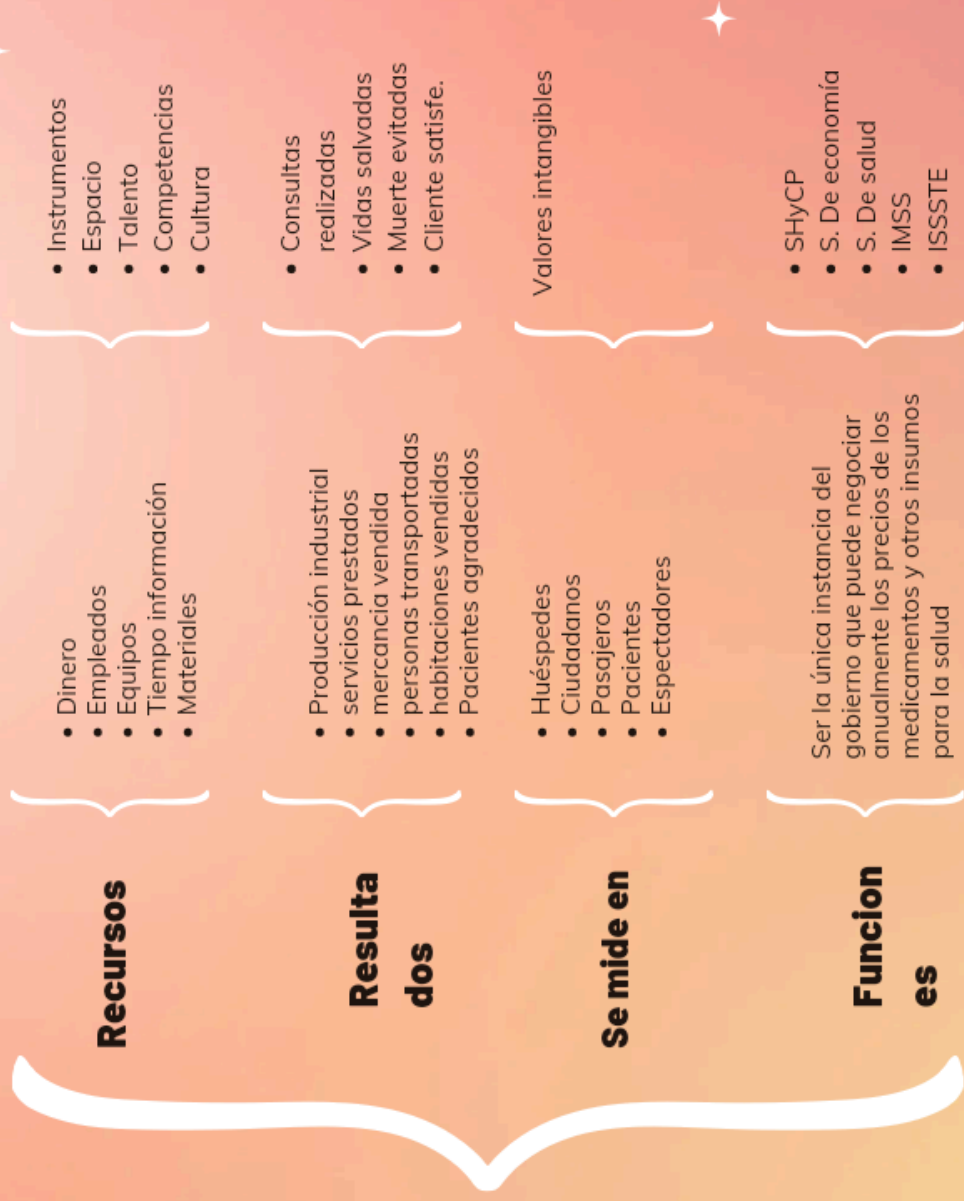 Recursos
• Dinero
• Empleados
• Equipos
• Tiempo información
• Materiales
• Instrumentos
• Espacio
• Talento
• Competencias
• Cultura
Resulta
dos
• Producción industrial
• servicios prestados
• mercancia vendida
• personas transportadas
• habitaciones vendidas
• Pacientes agradecidos
• Consultas
realizadas
• Vidas salvadas
• Muerte evitadas
• Cliente satisfe.
Se mide en
• Huéspedes
• Ciudadanos
• Pasajeros
• Pacientes
• Espectadores
Valores intangibles
Funcion
es
Ser la única instancia del
gobierno que puede negociar
anualmente los precios de los
medicamentos y otros insumos
para la salud
• SHyCP
• S. De economía
• S. De salud
• IMSS
• ISSSTE